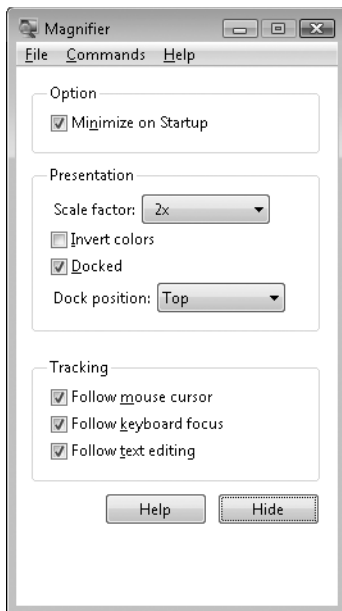 Magnifier
File Commands Help
Option
Minimize on Startup
Presentation
Scale factor: 2x
Invert colors
Docked
Dock position: Top
Tracking
Follow mouse cursor
Follow keyboard focus
Follow text editing
Help Hide